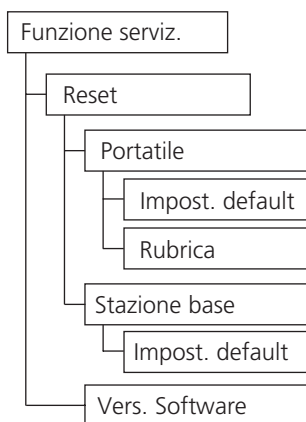 Funzione serviz.
Reset
Portatile
Impost. default
Rubrica
Stazione base
Impost. default
Vers. Software